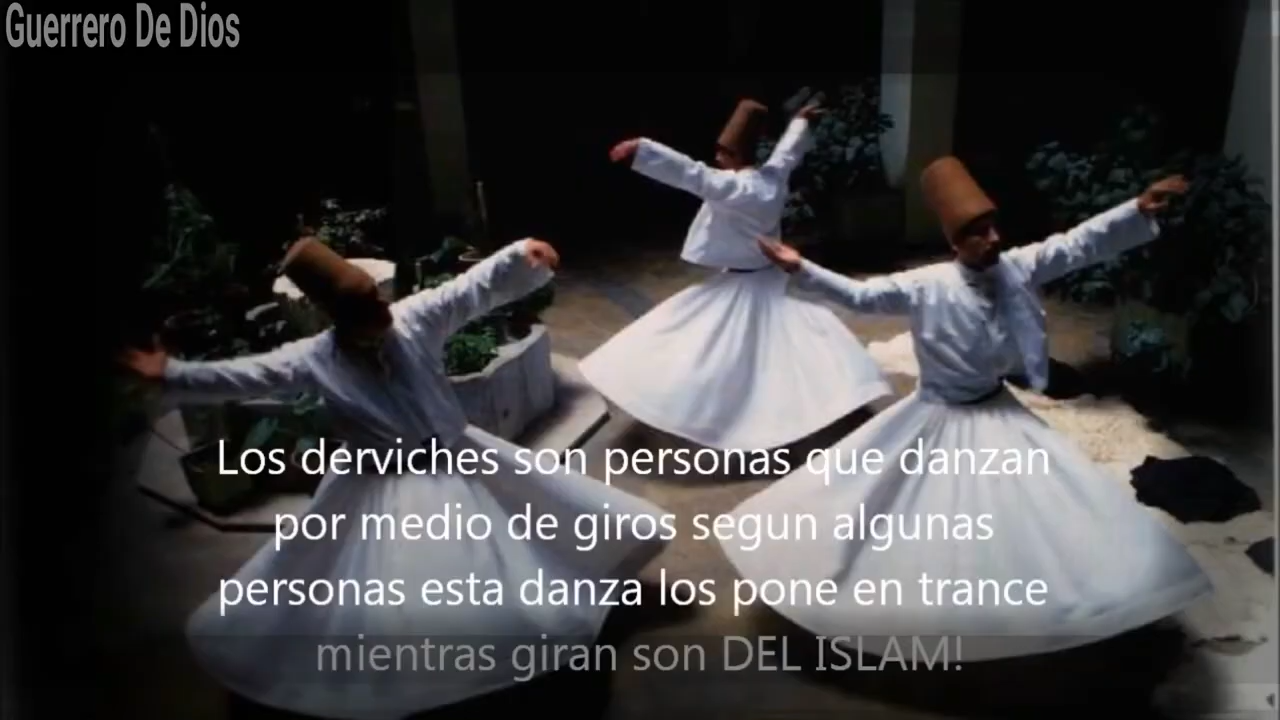 Guerrero De Dios
Los derviches son personas que danzan
por medio de giros segun algunas
personas esta danza los pone en trance
mientras giran son DEL ISLAM!